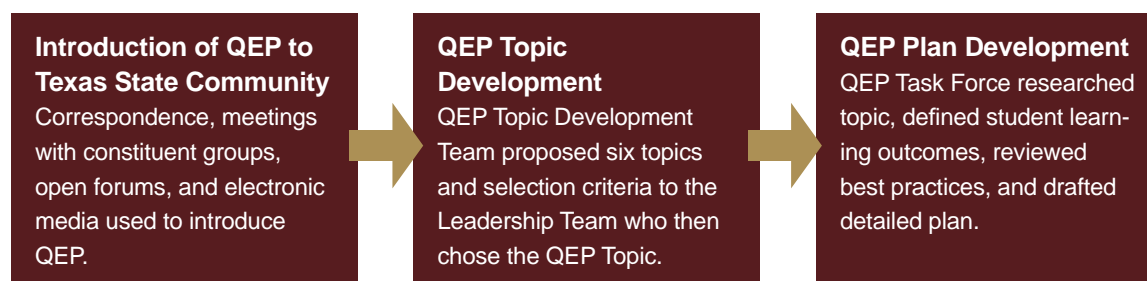 Introduction of QEP to
Texas State Community
Correspondence, meetings
with constituent groups,
open forums, and electronic
media used to introduce
QEP.
QEP Topic
Development
QEP Topic Development
Team proposed six topics
and selection criteria to the
Leadership Team who then
chose the QEP Topic.
QEP Plan Development
QEP Task Force researched
topic, defined student learn-
ing outcomes, reviewed
best practices, and drafted
detailed plan.